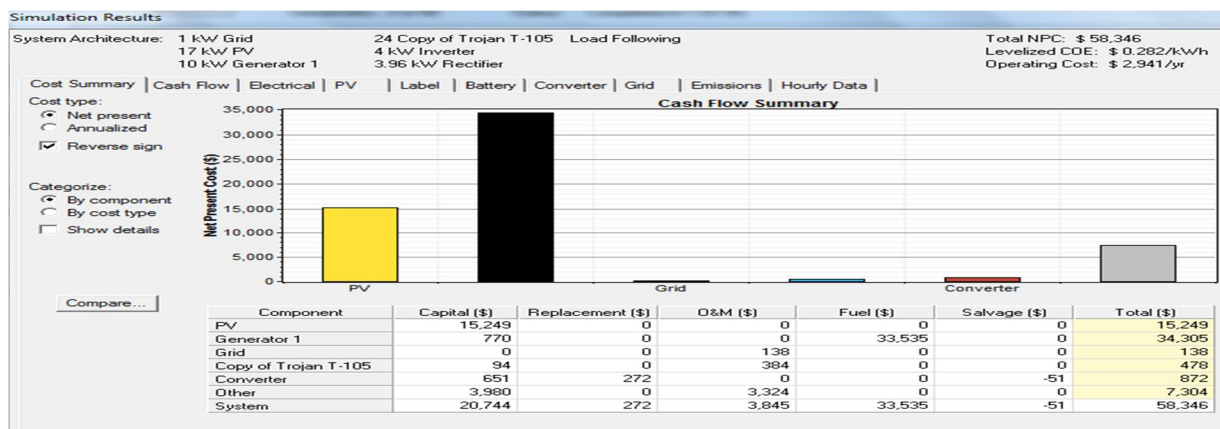 Simulation Results
System Architecture: 1 kW Grid 24 Copy of Trojan T-105 Load Following Total NPC: $ 58,346
17 kW PV 4 kW Inverter Levelized COE: $ 0.282/kWh
10 kW Generator 1 3.96 kW Rectifier Operating Cost: $ 2,941/yr
Cost Summary Cash Flow Electrical PV Label Battery Converter Grid Emissions Hourly Data
Cost type:
Net present
Annualized
Reverse sign
Categorize:
By component
By cost type
Show details
Compare...
Cash Flow Summary
Net Present Cost ($)
35,000
30,000
25,000
20,000
15,000
10,000
5,000
0
PV Grid Converter
Component Capital ($) Replacement ($) O&M ($) Fuel ($) Salvage ($) Total ($)
PV 15,249 0 0 0 0 15,249
Generator 1 770 0 0 33,535 0 34,305
Grid 0 0 138 0 0 138
Copy of Trojan T-105 94 0 384 0 0 478
Converter 651 272 0 0 -51 872
Other 3,980 0 3,324 0 0 7,304
System 20,744 272 3,845 33,535 -51 58,346